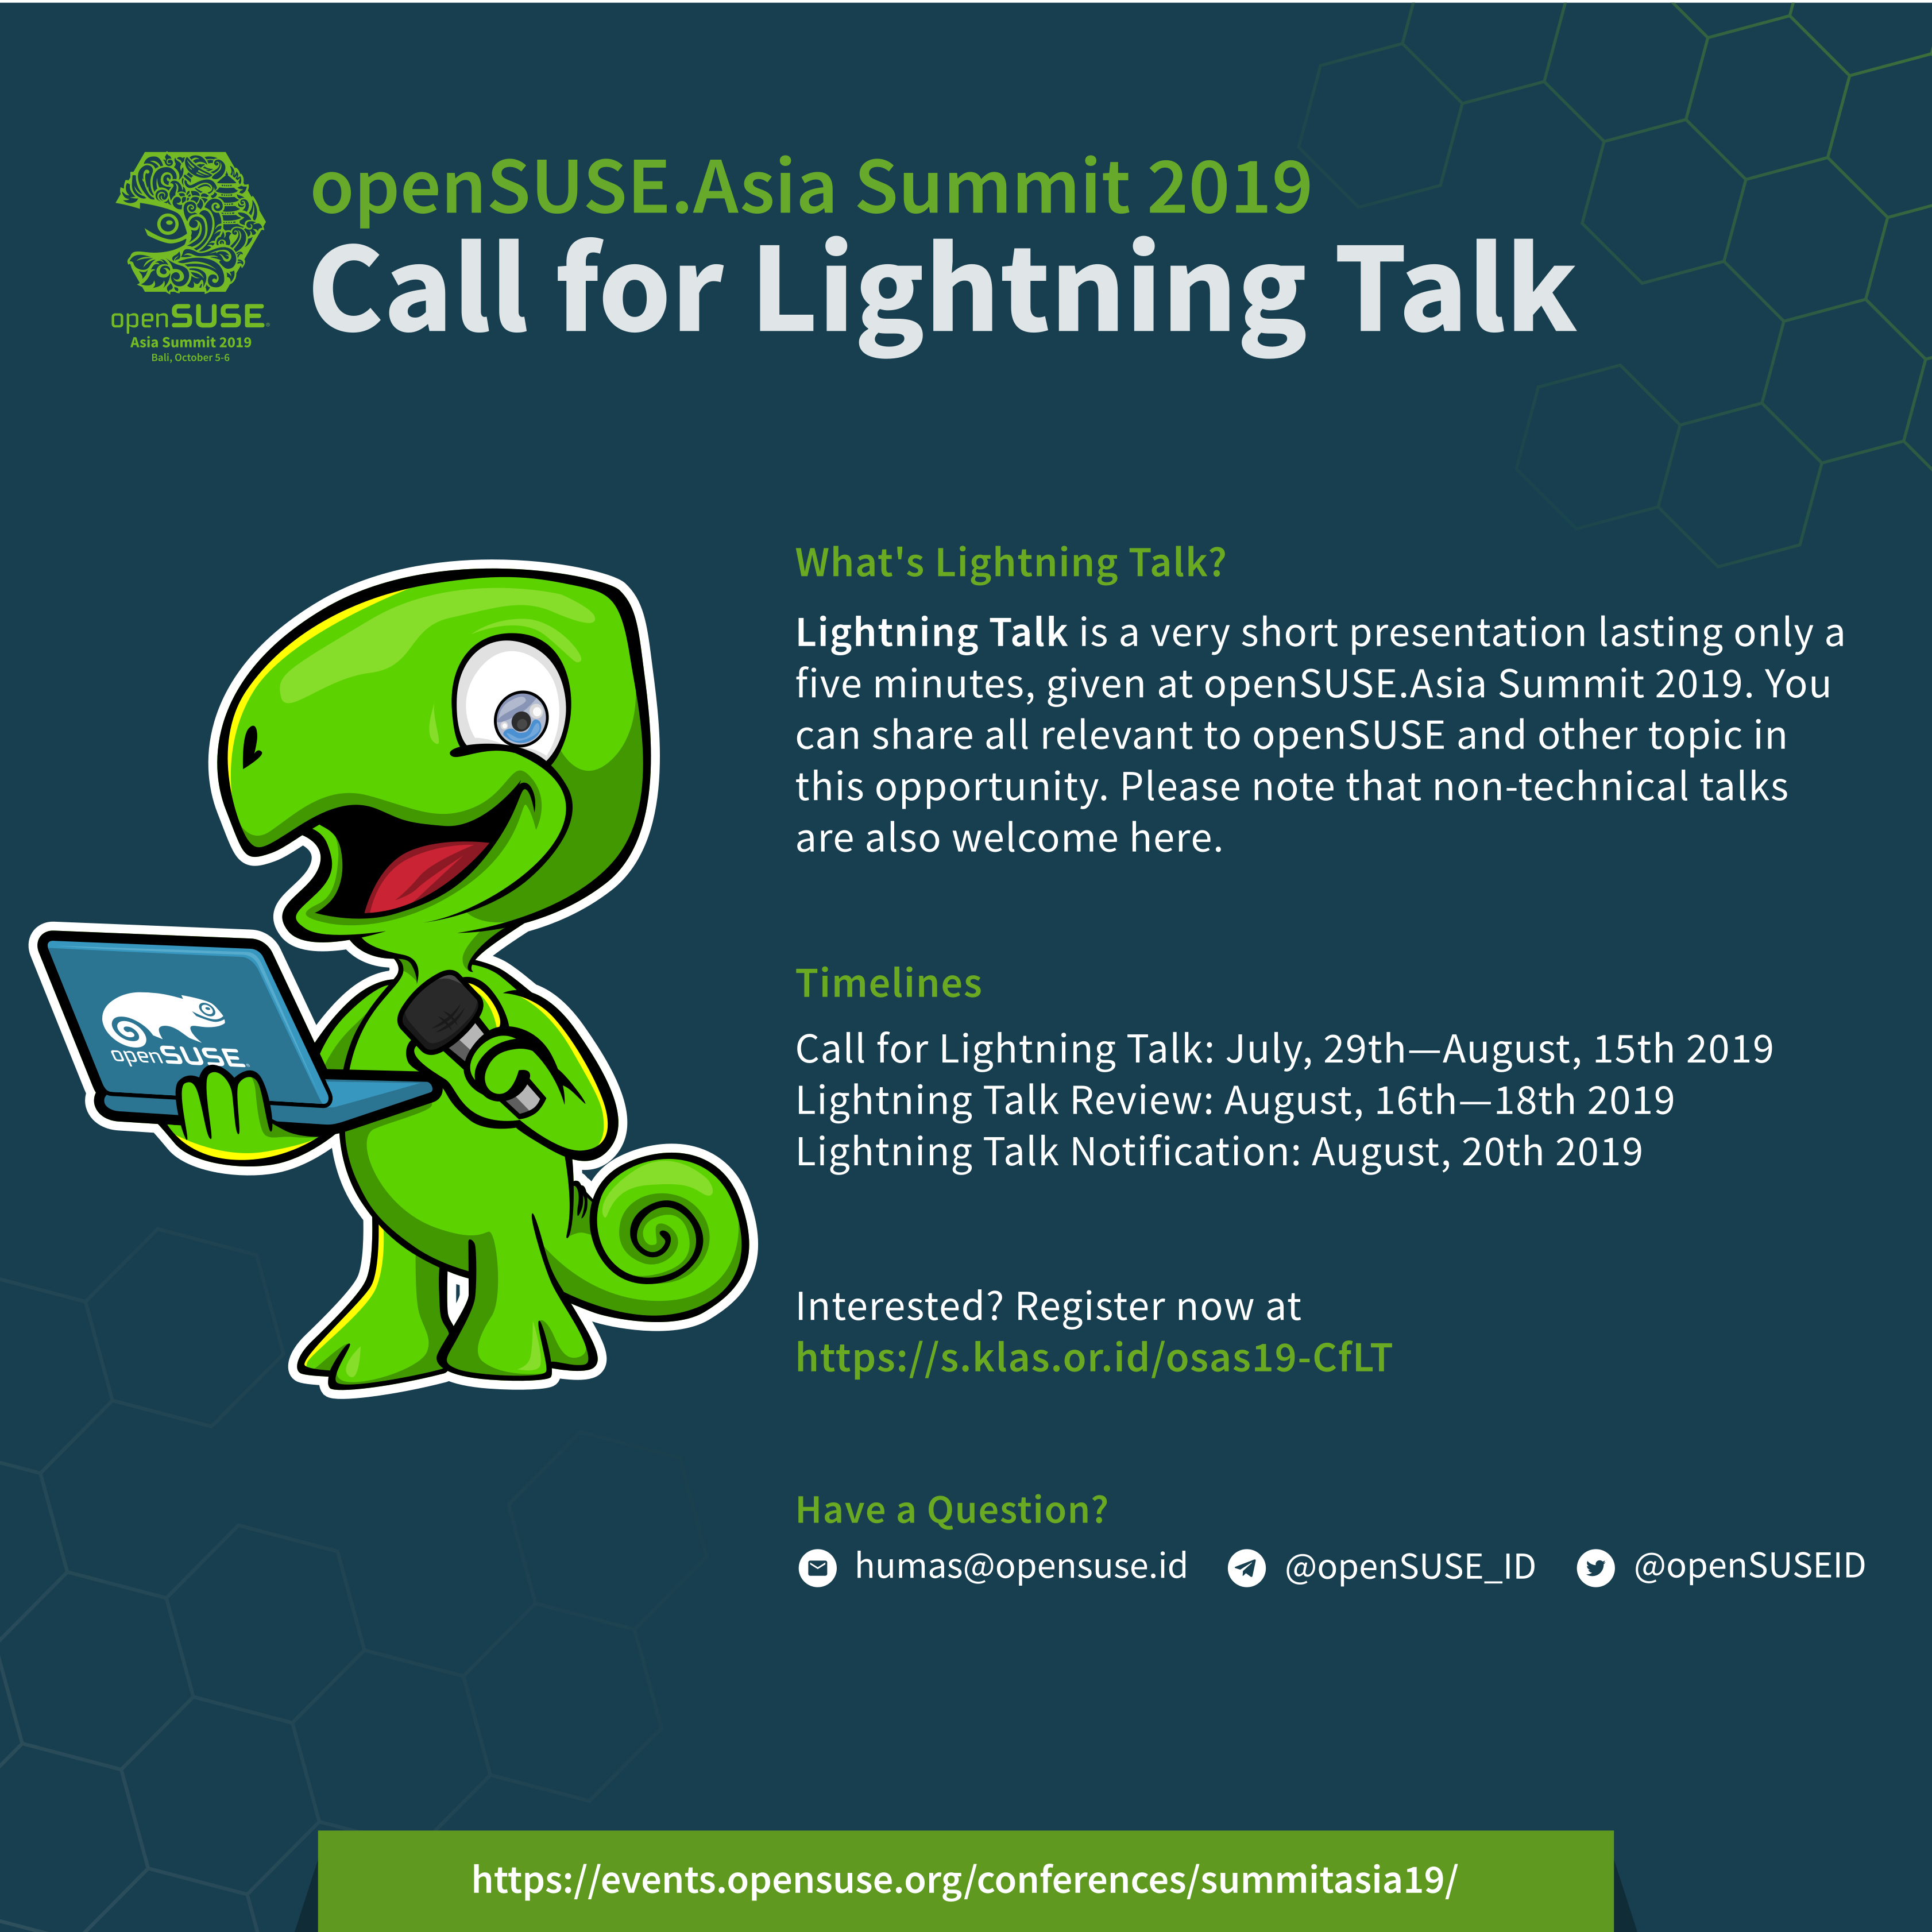 openSUSE
Asia Summit 2019
Bali, October 5-6
openSUSE.Asia Summit 2019
Call for Lightning Talk
What's Lightning Talk?
Lightning Talk is a very short presentation lasting only a
five minutes, given at openSUSE.Asia Summit 2019. You
can share all relevant to openSUSE and other topic in
this opportunity. Please note that non-technical talks
are also welcome here.
openSUSE
Timelines
Call for Lightning Talk: July, 29th—August, 15th 2019
Lightning Talk Review: August, 16th—18th 2019
Lightning Talk Notification: August, 20th 2019
Interested? Register now at
https://s.klas.or.id/osas19-CfLT
Have a Question?
humas@opensuse.id @openSUSE_ID @openSUSEID
https://events.opensuse.org/conferences/summitasia19/